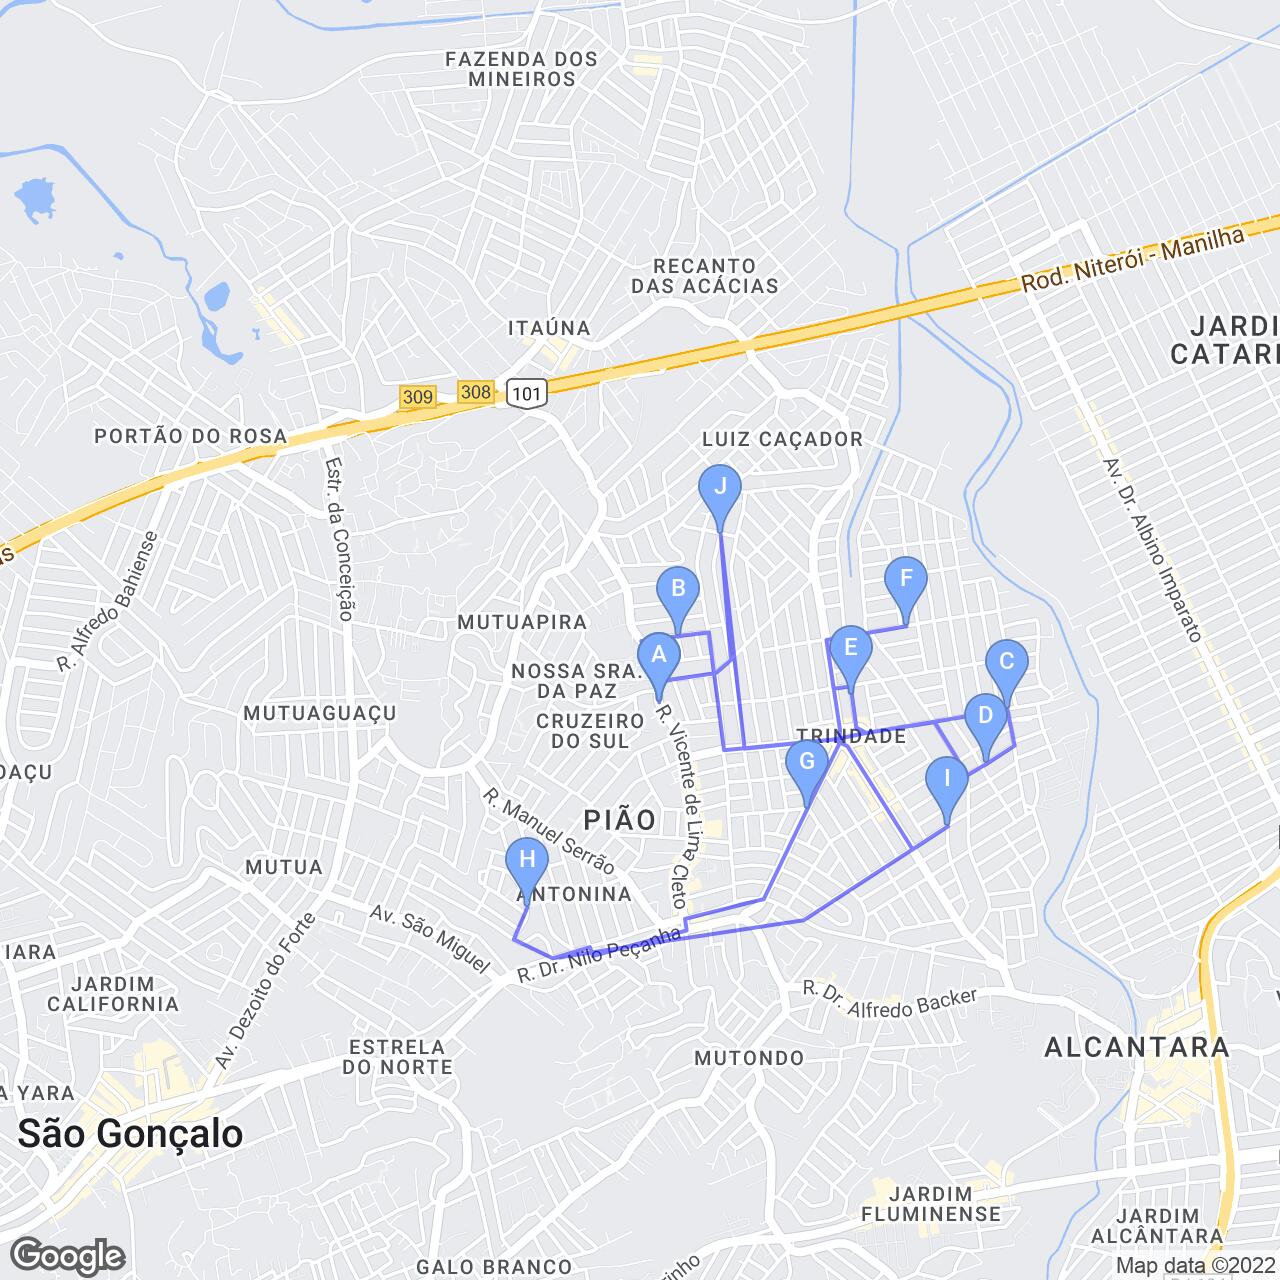 FAZENDA DOS
MINEIROS
Rod. Niterói - Manilha
RECANTO
DAS ACÁCIAS
ITAÚNA
JARDI
CATARI
309
308
101
PORTÃO DO ROSA
LUIZ CAÇADOR
Estr. da Conceição
Av. Dr. Albino Imparato
J
R. Alfredo Bahiense
B
F
MUTUAPIRA
A
E
C
NOSSA SRA.
DA PAZ
MUTUAGUAÇU
CRUZEIRO
DO SUL
R. Vicente de Lima Cleto
TRINDADE
D
G
I
OAÇU
R. Manuel Serrão
PIÃO
MUTUA
H
ANTONINA
Av. São Miguel
R. Dr. Nilo Peçanha
IARA
JARDIM
CALIFORNIA
Av. Dezoito do Forte
R. Dr. Alfredo Backer
ESTRELA
DO NORTE
MUTONDO
ALCANTARA
A YARA
São Gonçalo
JARDIM
FLUMINENSE
JARDIM
ALCÂNTARA
GALO BRANCO
Google
Map data ©2022